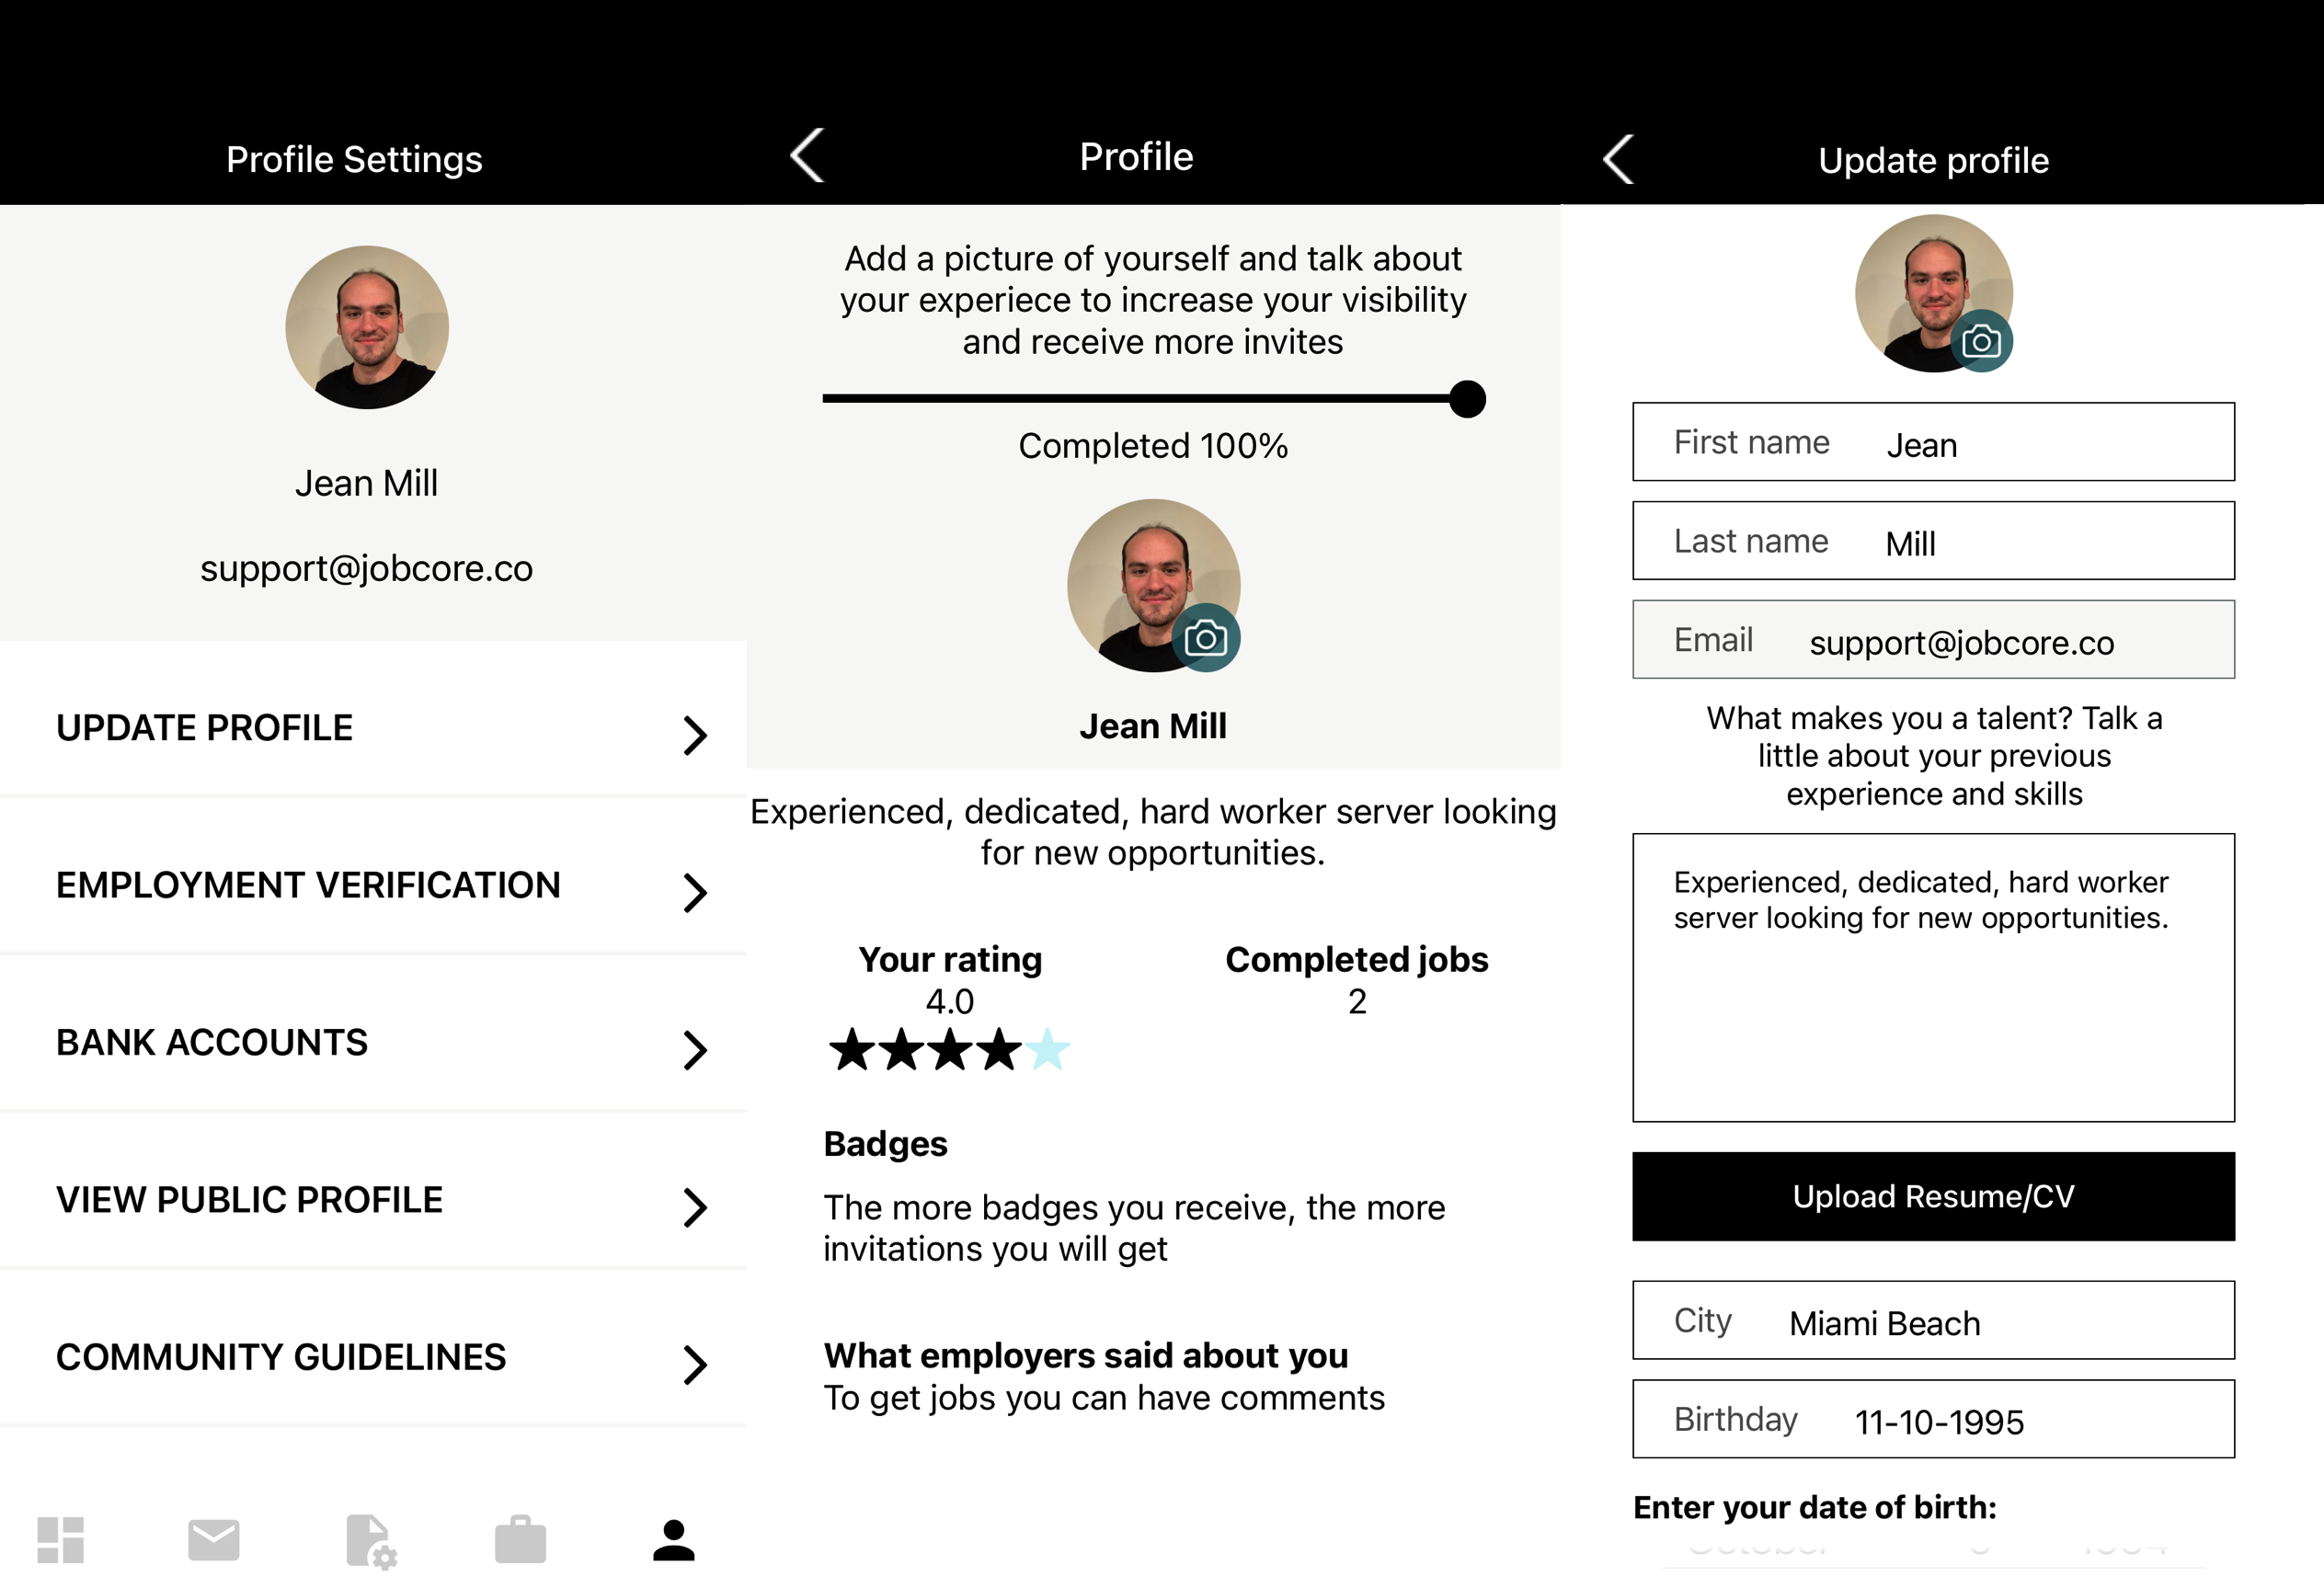 Profile Settings
Jean Mill
support@jobcore.co
UPDATE PROFILE
EMPLOYMENT VERIFICATION
BANK ACCOUNTS
VIEW PUBLIC PROFILE
COMMUNITY GUIDELINES
Profile
Add a picture of yourself and talk about
your experiece to increase your visibility
and receive more invites
Completed 100%
Jean Mill
Experienced, dedicated, hard worker server looking
for new opportunities.
Your rating
4.0
Completed jobs
2
Badges
The more badges you receive, the more
invitations you will get
What employers said about you
To get jobs you can have comments
Update profile
First name Jean
Last name Mill
Email support@jobcore.co
What makes you a talent? Talk a
little about your previous
experience and skills
Experienced, dedicated, hard worker
server looking for new opportunities.
Upload Resume/CV
City Miami Beach
Birthday 11-10-1995
Enter your date of birth: